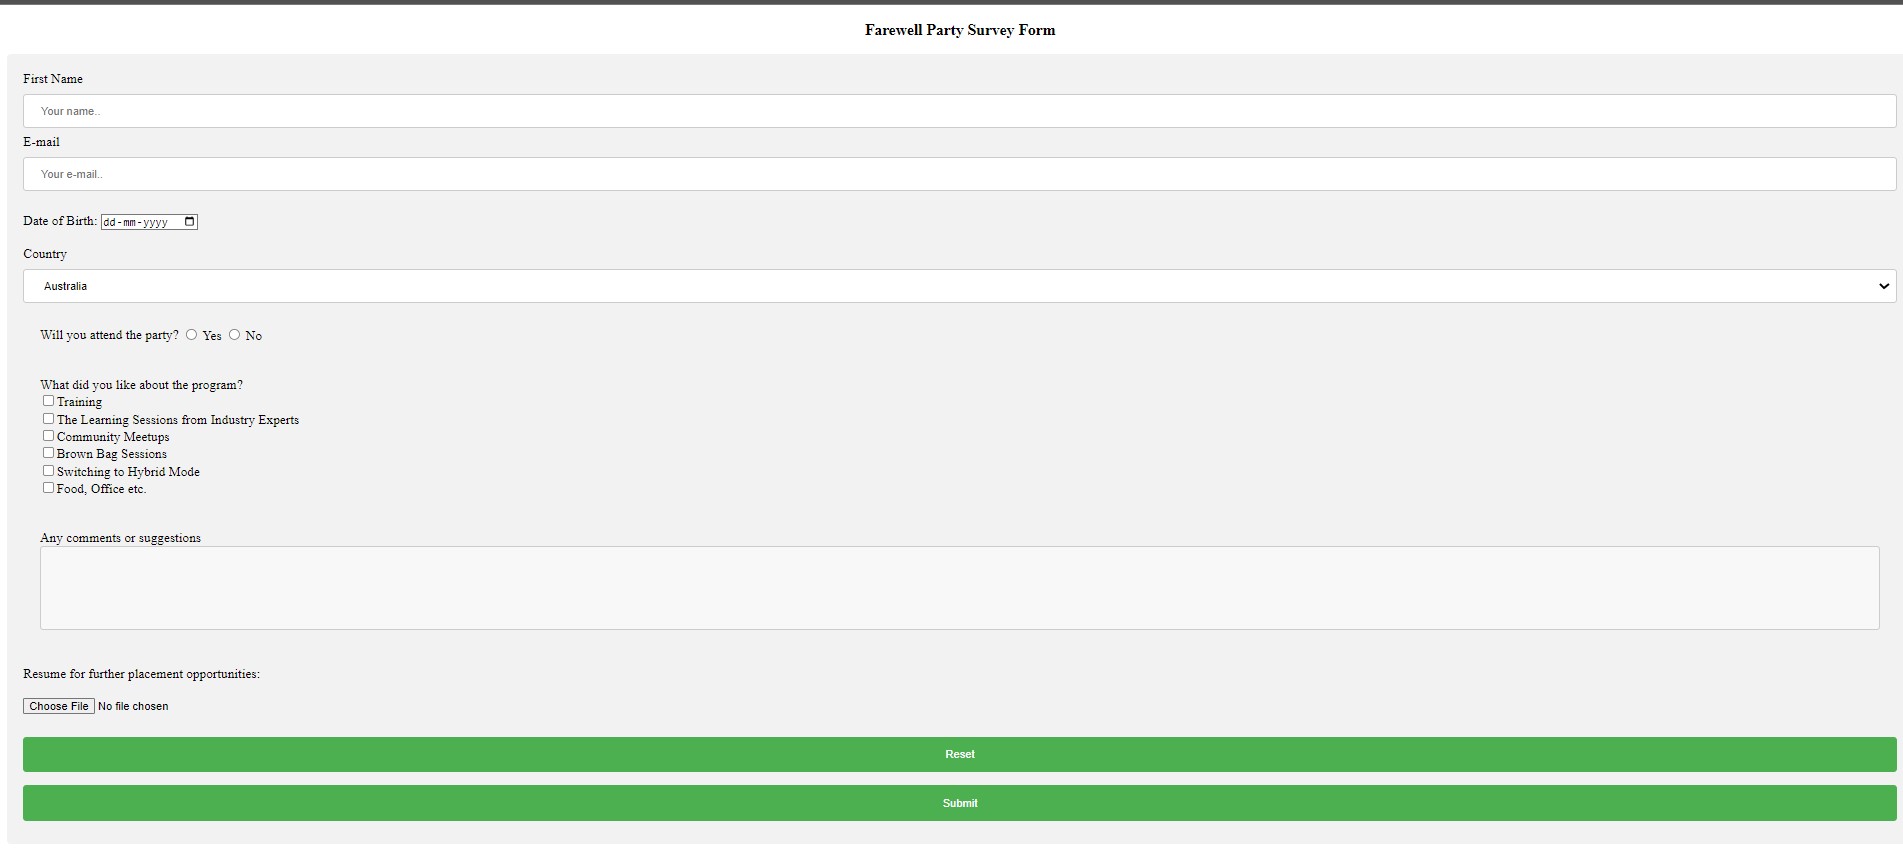 Farewell Party Survey Form
First Name
Your name..
E-mail
Your e-mail..
Date of Birth: dd-mm-yyyy
Country
Australia
Will you attend the party? Yes No
What did you like about the program?
Training
The Learning Sessions from Industry Experts
Community Meetups
Brown Bag Sessions
Switching to Hybrid Mode
Food, Office etc.
Any comments or suggestions
Resume for further placement opportunities:
Choose File No file chosen
Reset
Submit